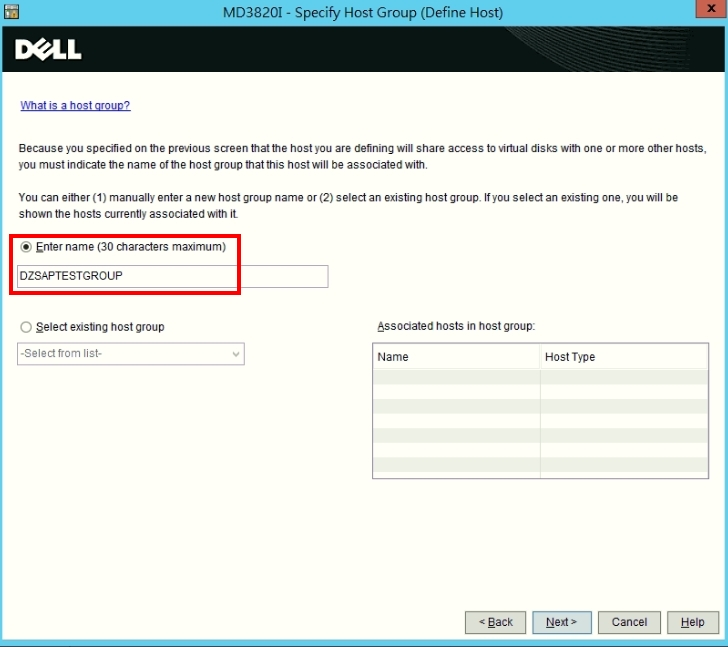 MD3820I - Specify Host Group (Define Host)
x
DELL
What is a host group?
Because you specified on the previous screen that the host you are defining will share access to virtual disks with one or more other hosts,
you must indicate the name of the host group that this host will be associated with.
You can either (1) manually enter a new host group name or (2) select an existing host group. If you select an existing one, you will be
shown the hosts currently associated with it.
Enter name (30 characters maximum)
DZSAPTESTGROUP
Select existing host group
-Select from list-
Associated hosts in host group:
Name Host Type
< Back Next > Cancel Help